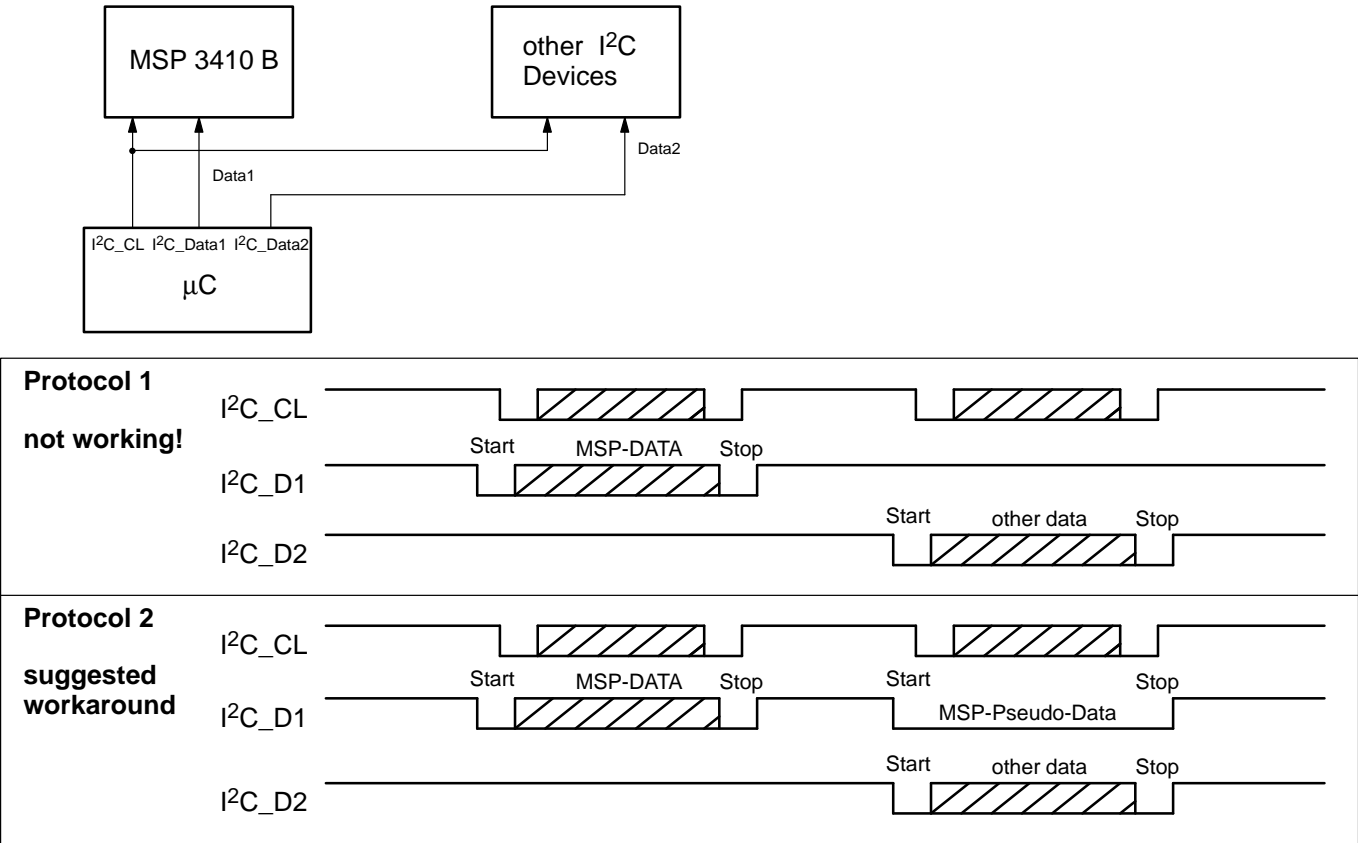 MSP 3410 B
other I²C
Devices
Data2
Data1
I²C_CL I²C_Data1 I²C_Data2
µC
Protocol 1
I²C_CL
not working!
Start MSP-DATA Stop
I²C_D1
Start other data Stop
I²C_D2
Protocol 2
I²C_CL
suggested
workaround
Start MSP-DATA Stop Start Stop
I²C_D1
MSP-Pseudo-Data
Start other data Stop
I²C_D2